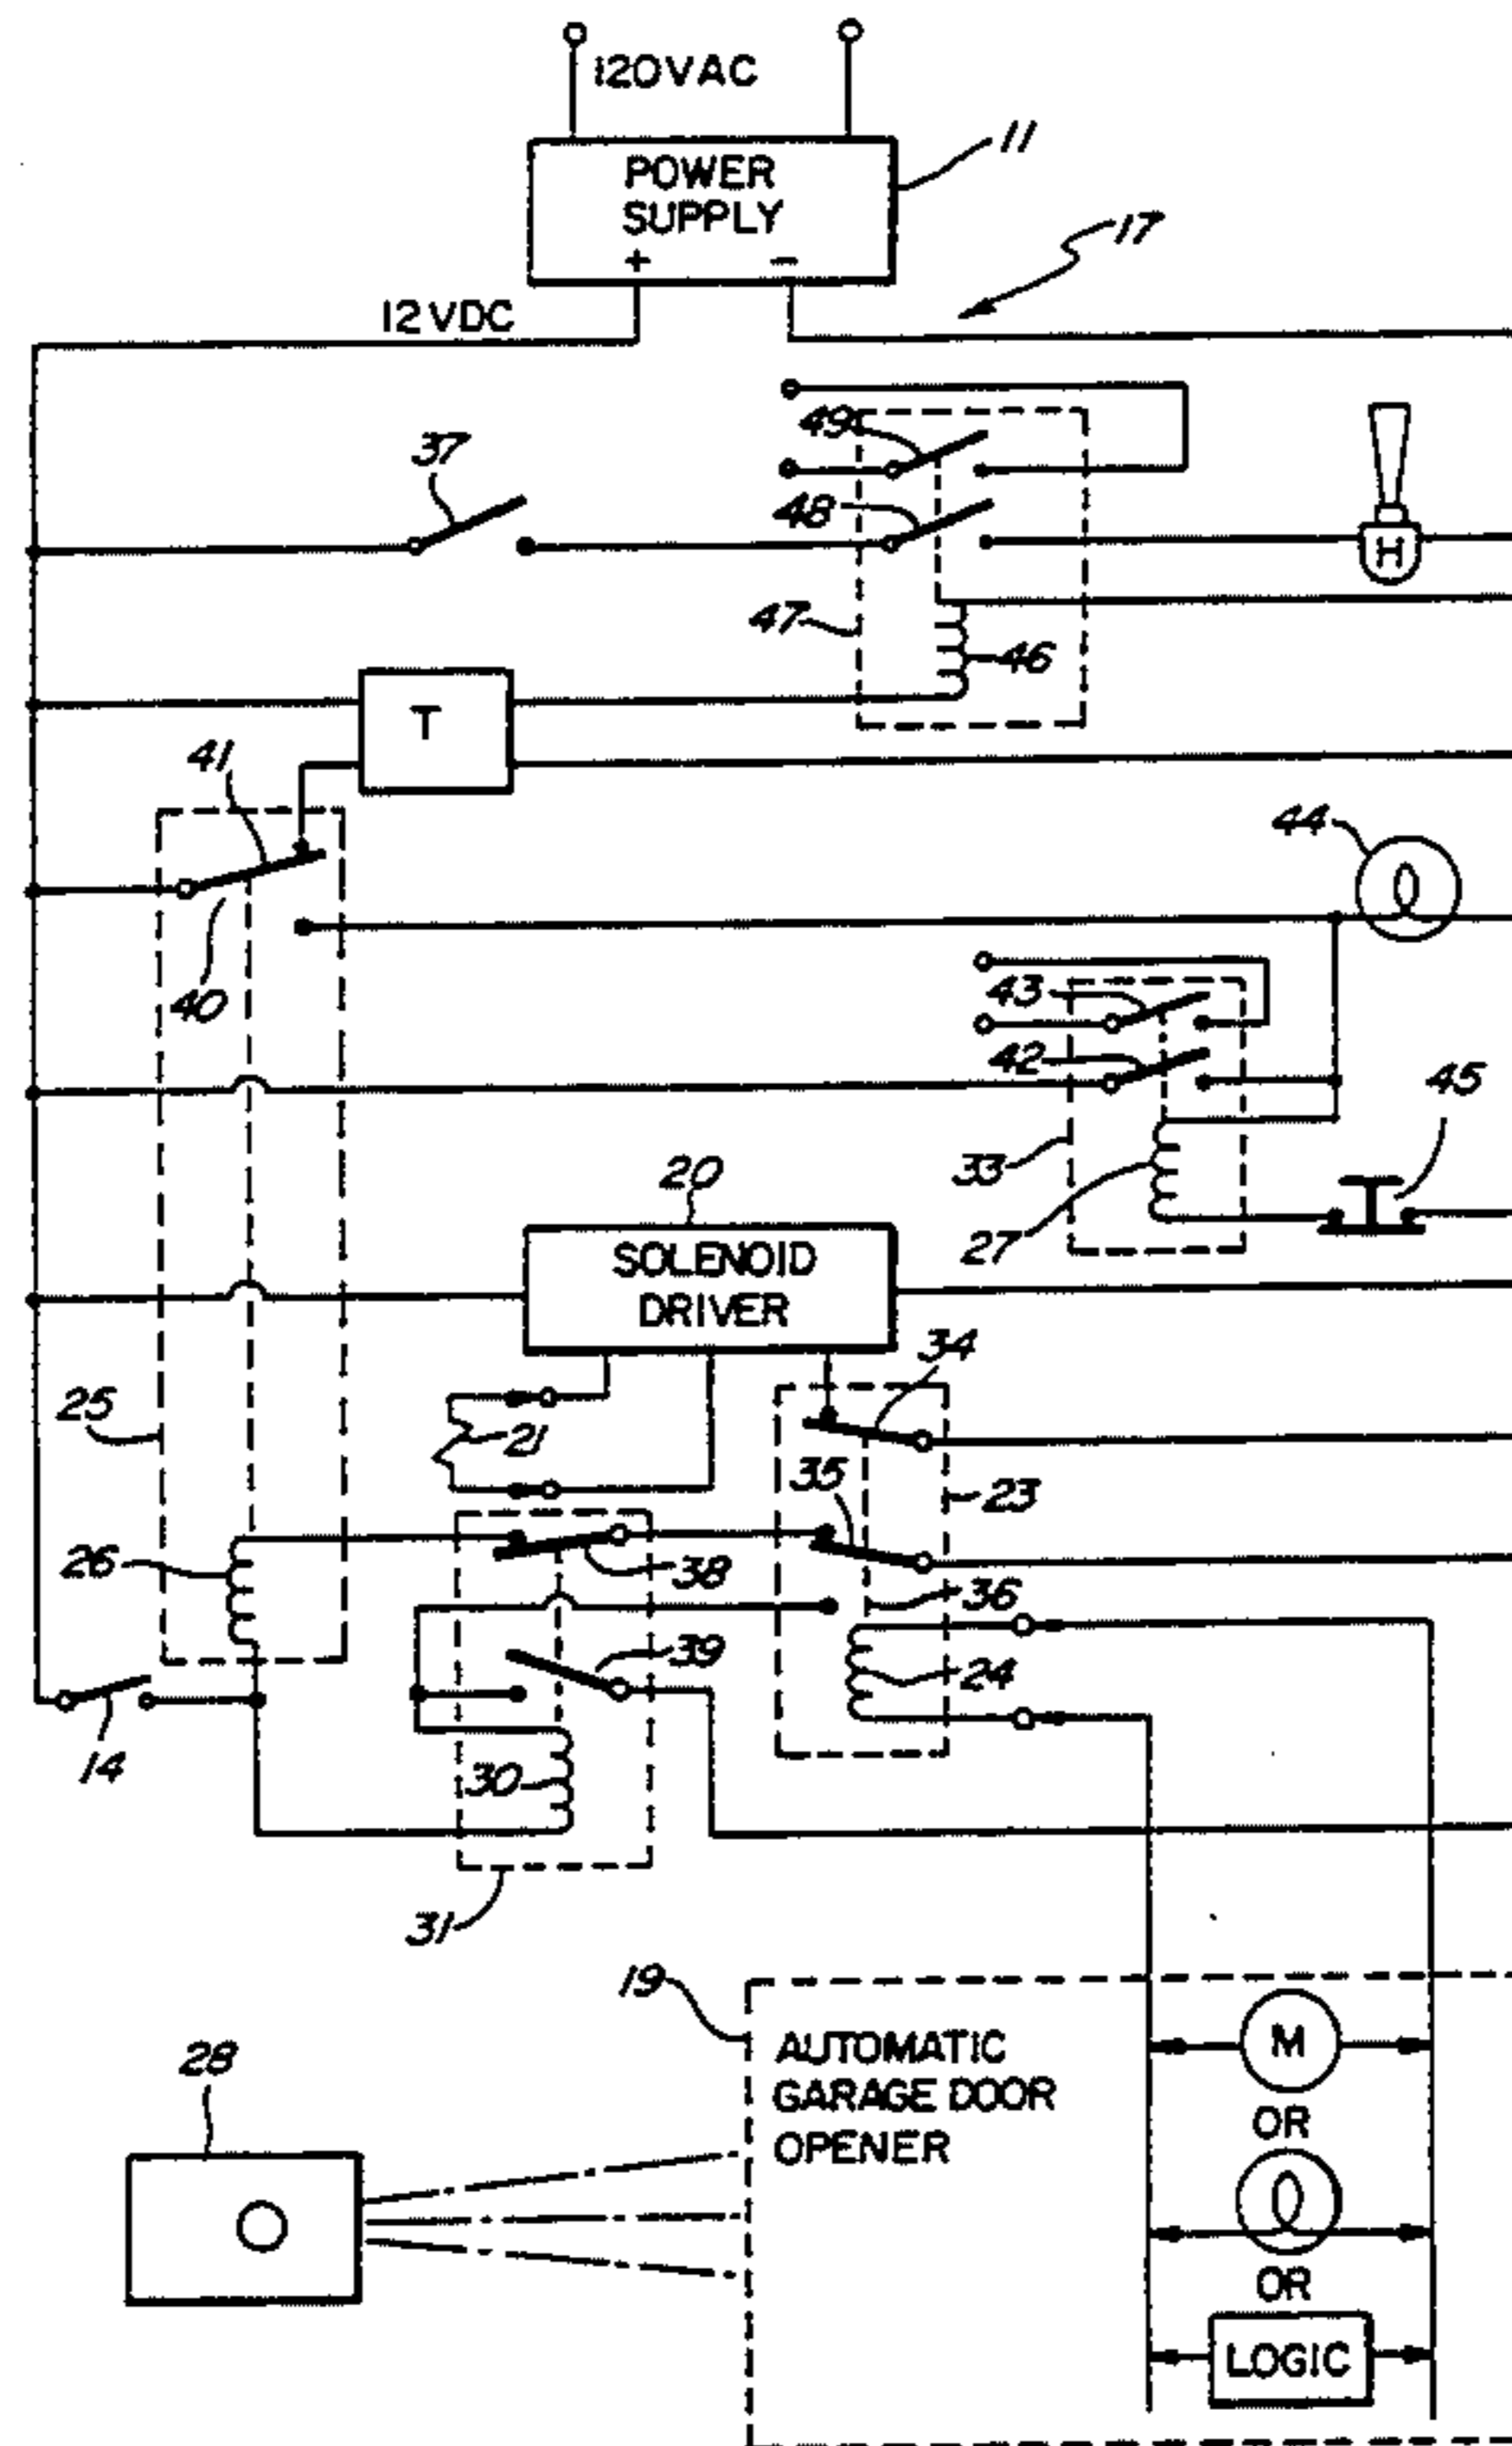 120VAC
11
POWER
SUPPLY
+ −
17
12 VDC
49
37
48
H
47
46
T
41
44
40
43
42
45
33
20
27
SOLENOID
DRIVER
34
25
21
35
23
26
38
36
39
24
14
30
31
19
28
AUTOMATIC
GARAGE DOOR
OPENER
M
OR
OR
LOGIC